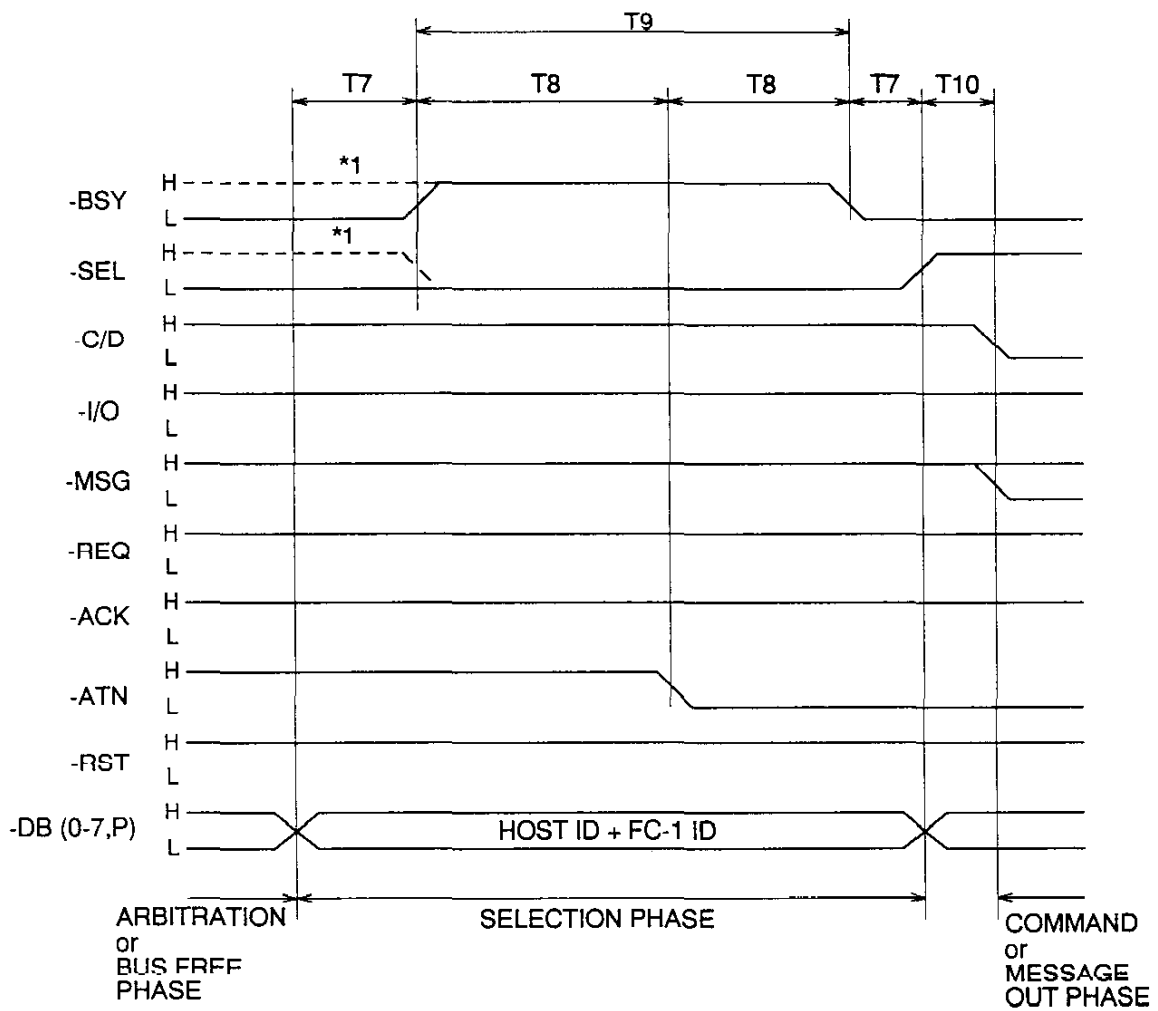 T9
T7 T8 T8 T7 T10
*1
-BSY H
L
*1
-SEL H
L
-C/D H
L
-I/O H
L
-MSG H
L
-REQ H
L
-ACK H
L
-ATN H
L
-RST H
L
-DB (0-7,P) H
L
HOST ID + FC-1 ID
ARBITRATION
or
BUS FREE
PHASE
SELECTION PHASE
COMMAND
or
MESSAGE
OUT PHASE